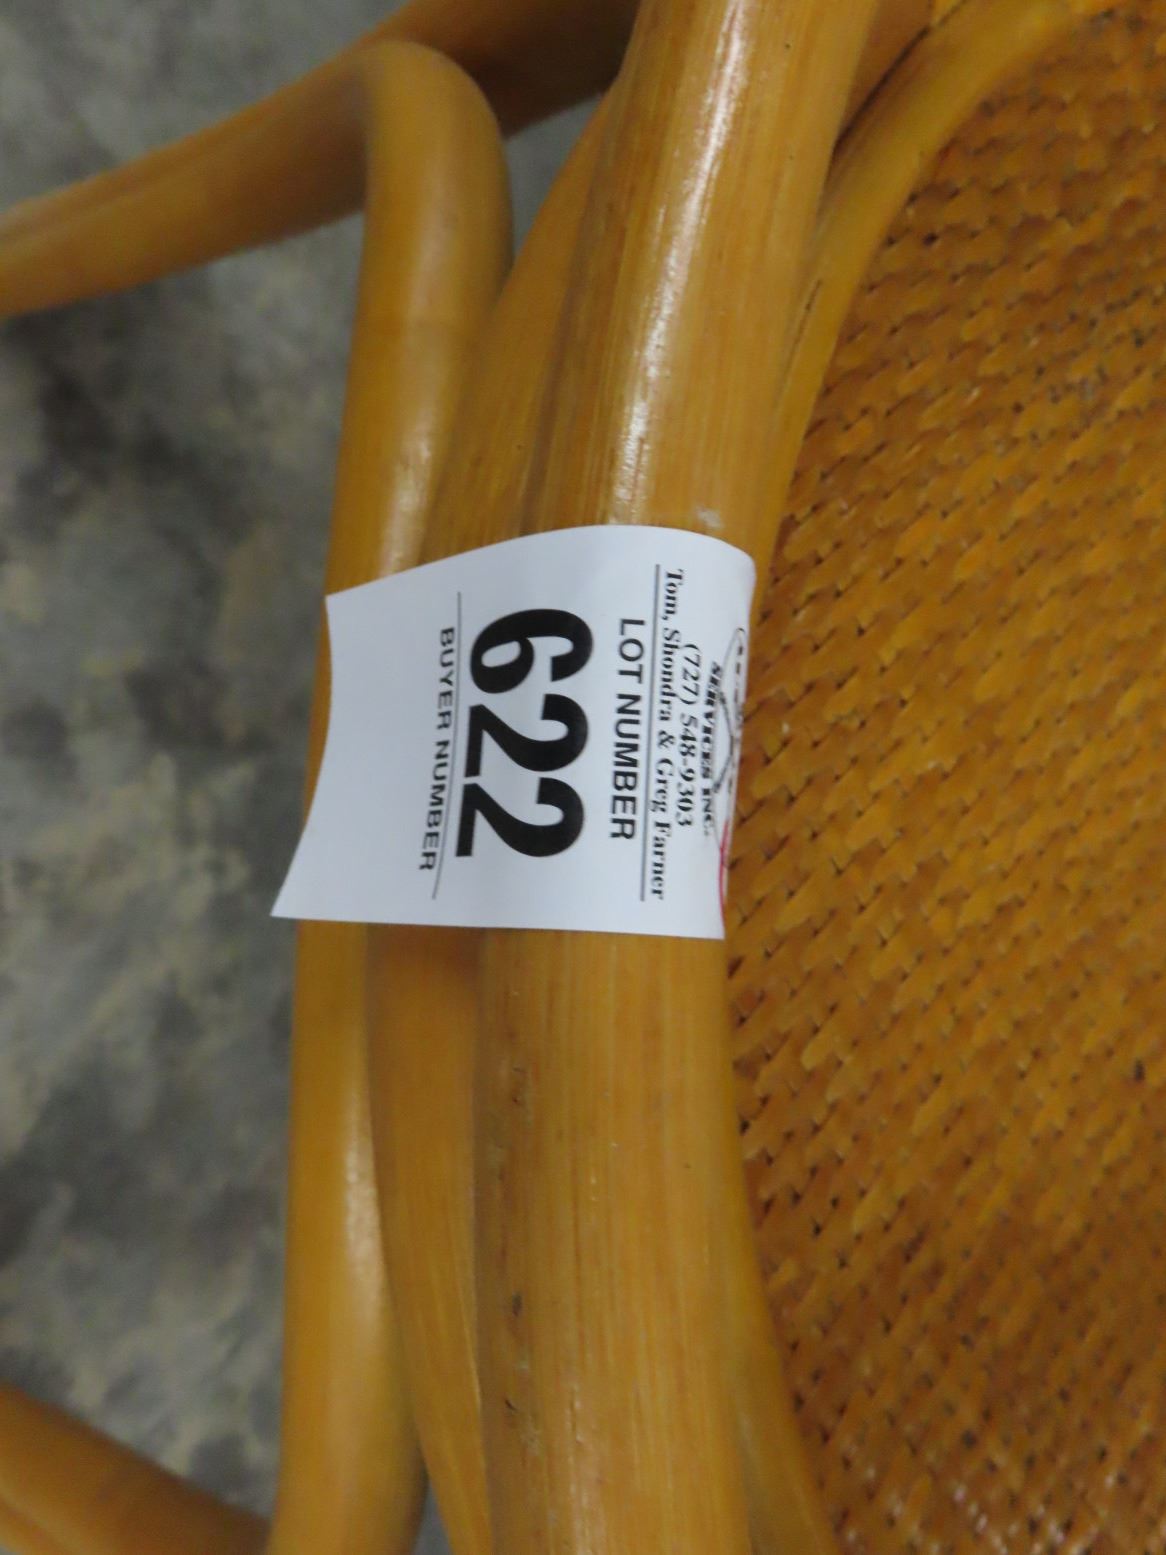 SERVICES INC.
(727) 548-9303
Tom, Shondra & Greg Farner
LOT NUMBER
622
BUYER NUMBER